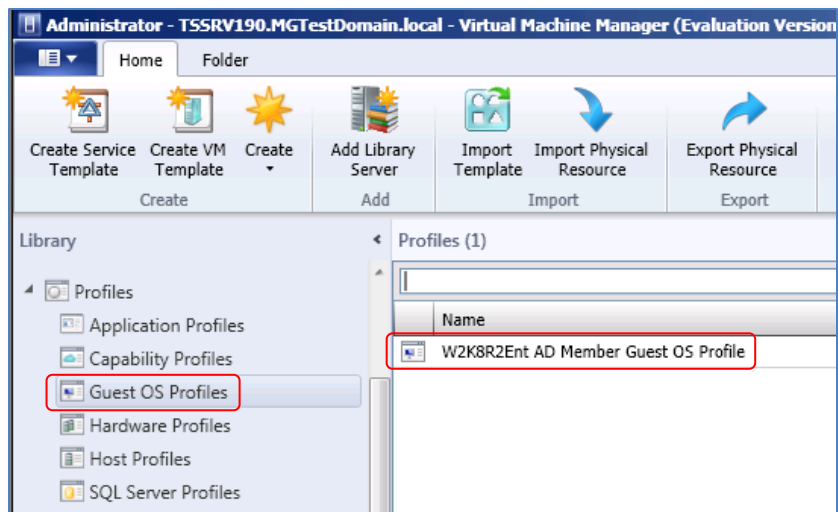 Administrator - TSSRV190.MGTestDomain.local - Virtual Machine Manager (Evaluation Version
Home Folder
Create Service Template
Create VM Template
Create
Add Library Server
Import Template
Import Physical Resource
Export Physical Resource
Create Add Import Export
Library
Profiles (1)
Profiles
Name
Application Profiles
W2K8R2Ent AD Member Guest OS Profile
Capability Profiles
Guest OS Profiles
Hardware Profiles
Host Profiles
SQL Server Profiles